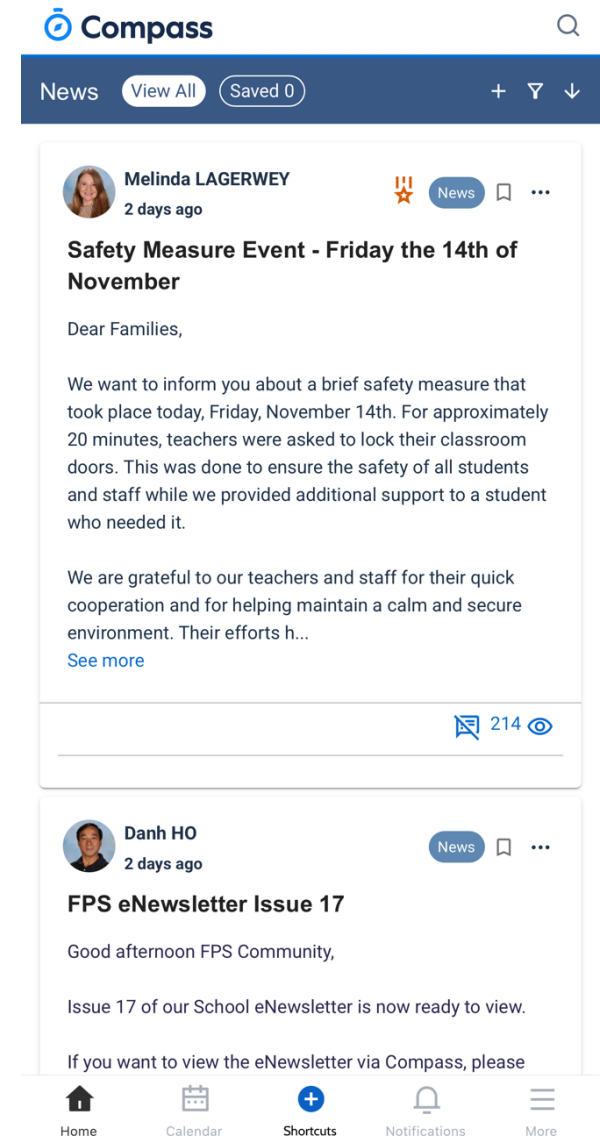 Compass
News View All Saved 0
Melinda LAGERWEY
News
2 days ago
Safety Measure Event - Friday the 14th of
November
Dear Families,
We want to inform you about a brief safety measure that
took place today, Friday, November 14th. For approximately
20 minutes, teachers were asked to lock their classroom
doors. This was done to ensure the safety of all students
and staff while we provided additional support to a student
who needed it.
We are grateful to our teachers and staff for their quick
cooperation and for helping maintain a calm and secure
environment. Their efforts h...
See more
214
Danh HO
News
2 days ago
FPS eNewsletter Issue 17
Good afternoon FPS Community,
Issue 17 of our School eNewsletter is now ready to view.
If you want to view the eNewsletter via Compass, please
Home Calendar Shortcuts Notifications More